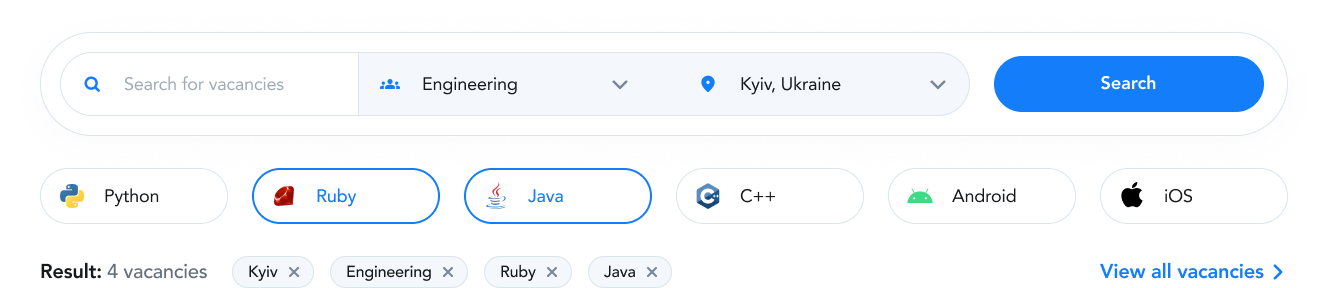 Search for vacancies Engineering Kyiv, Ukraine Search
Python Ruby Java C++ Android iOS
Result: 4 vacancies Kyiv Engineering Ruby Java View all vacancies